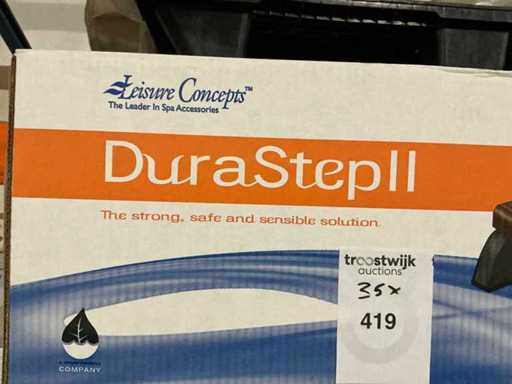 Leisure Concepts™
The Leader In Spa Accessories
DuraStepII
The strong, safe and sensible solution.
troostwijk
auctions
35x
419
COMPANY